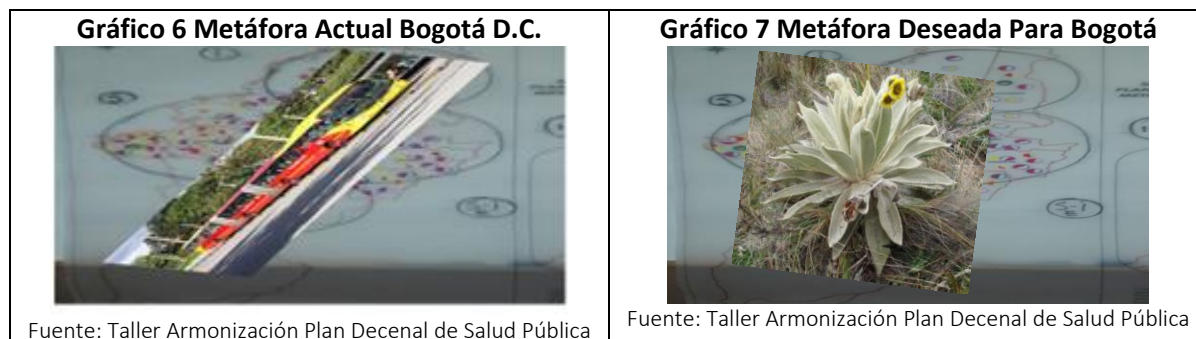 Gráfico 6 Metáfora Actual Bogotá D.C.
Fuente: Taller Armonización Plan Decenal de Salud Pública
Gráfico 7 Metáfora Deseada Para Bogotá
Fuente: Taller Armonización Plan Decenal de Salud Pública